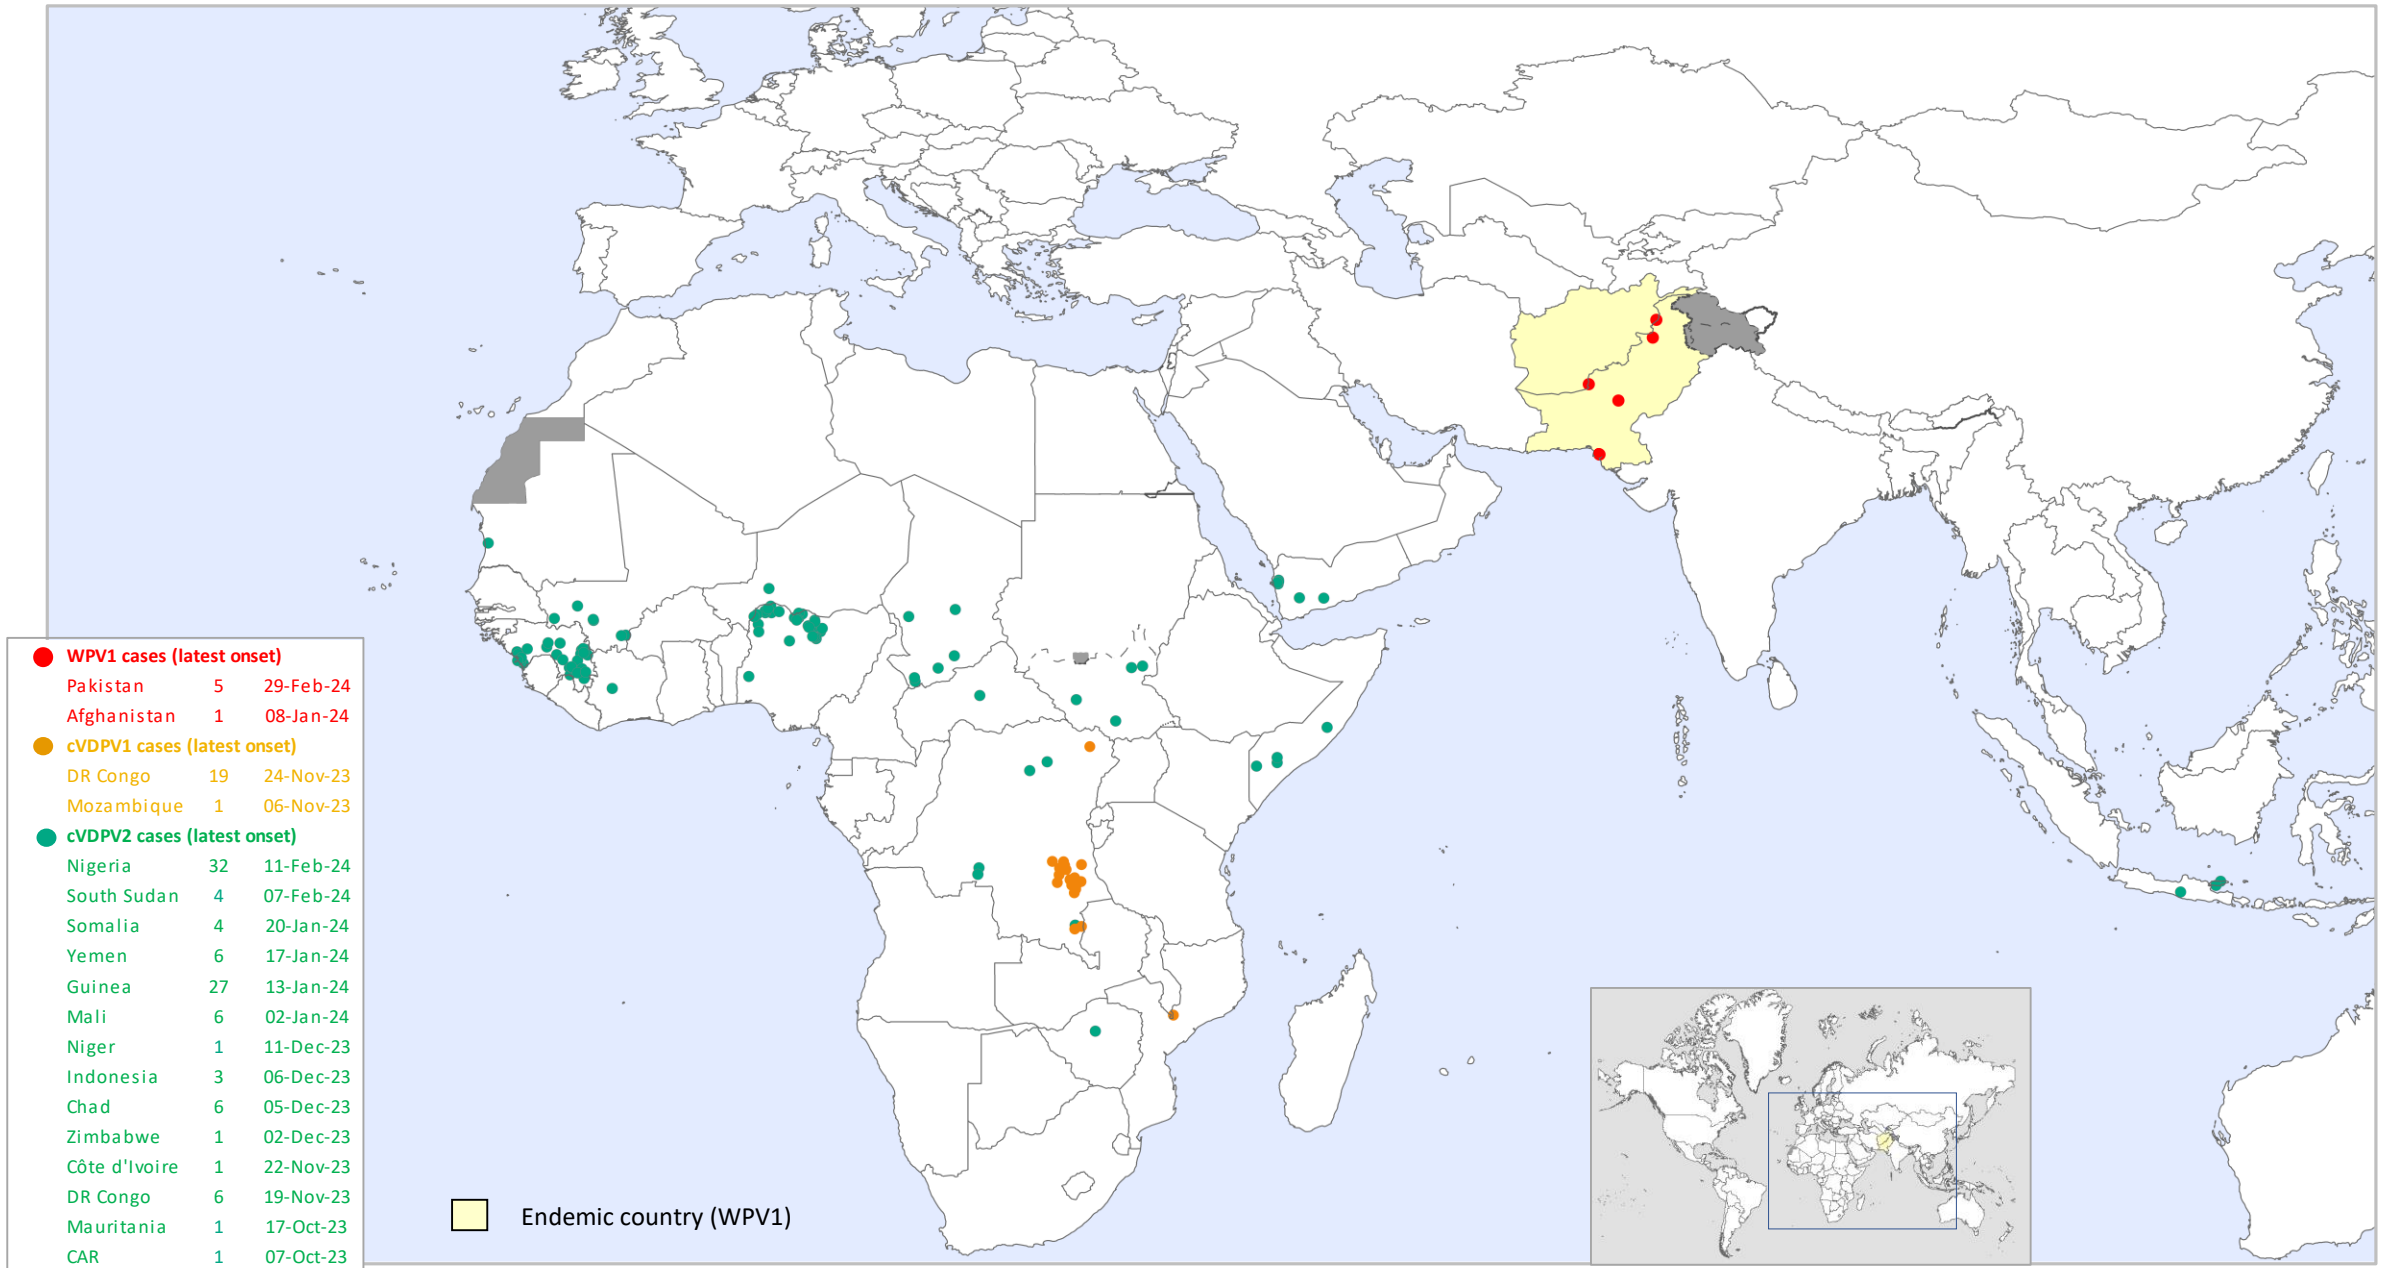 WPV1 cases (latest onset)
Pakistan 5 29-Feb-24
Afghanistan 1 08-Jan-24
cVDPV1 cases (latest onset)
DR Congo 19 24-Nov-23
Mozambique 1 06-Nov-23
cVDPV2 cases (latest onset)
Nigeria 32 11-Feb-24
South Sudan 4 07-Feb-24
Somalia 4 20-Jan-24
Yemen 6 17-Jan-24
Guinea 27 13-Jan-24
Mali 6 02-Jan-24
Niger 1 11-Dec-23
Indonesia 3 06-Dec-23
Chad 6 05-Dec-23
Zimbabwe 1 02-Dec-23
Côte d'Ivoire 1 22-Nov-23
DR Congo 6 19-Nov-23
Mauritania 1 17-Oct-23
CAR 1 07-Oct-23
Endemic country (WPV1)